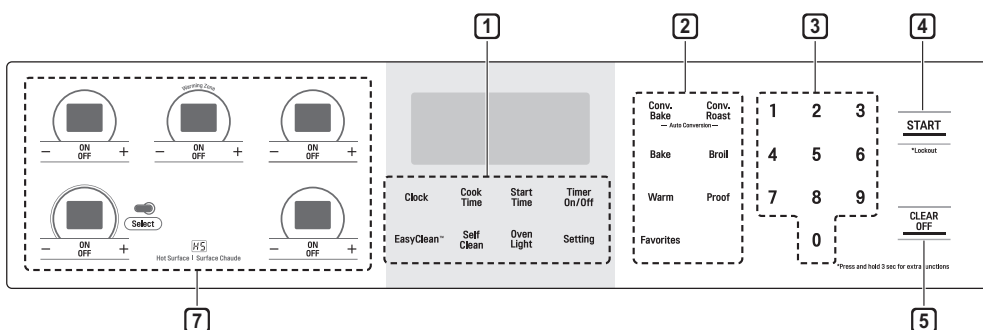 1
2
3
4
Warming Zone
ON
OFF
- +
ON
OFF
- +
ON
OFF
- +
Select
ON
OFF
- +
HS
Hot Surface | Surface Chaude
ON
OFF
- +
Clock
Cook
Time
Start
Time
Timer
On/Off
EasyClean™
Self
Clean
Oven
Light
Setting
Conv.
Bake
Conv.
Roast
Auto Conversion
Bake
Broil
Warm
Proof
Favorites
1 2 3
4 5 6
7 8 9
0
START
*Lockout
CLEAR
OFF
*Press and hold 3 sec for extra functions
7
5